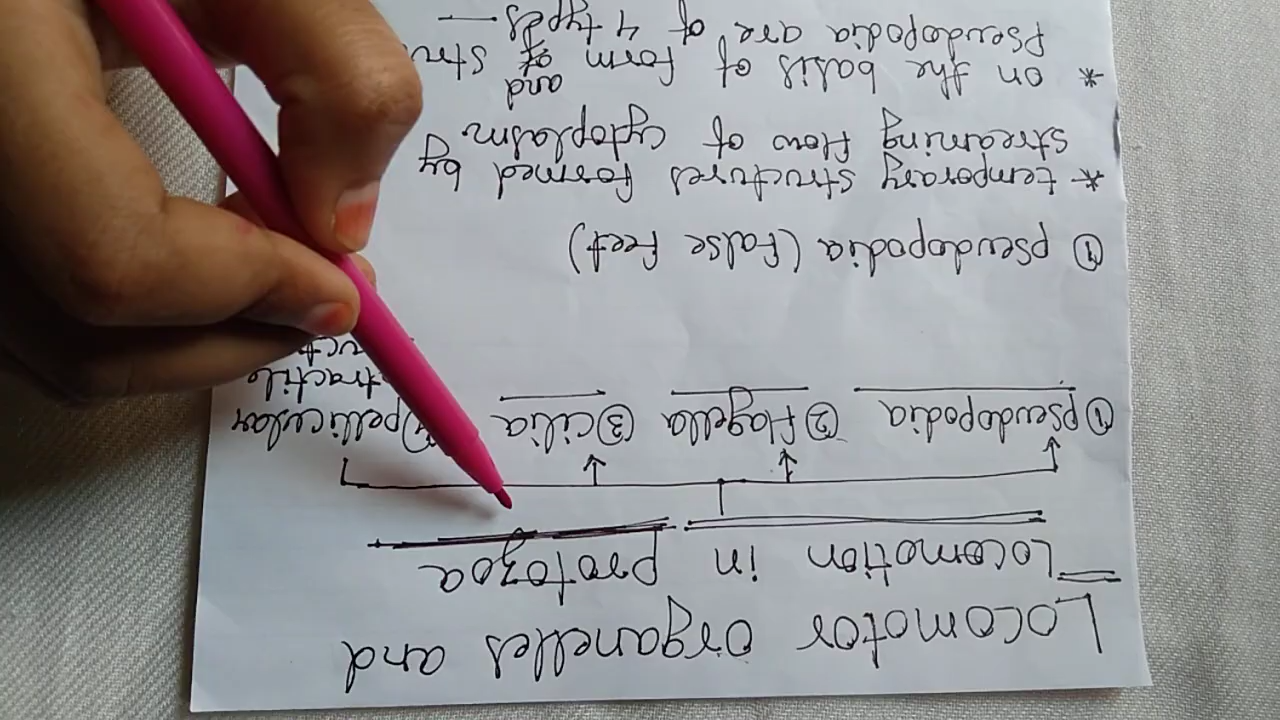 Locomotor organelles and
Locomotion in protozoa
① pseudopodia ② Flagella ③ cilia ④ pellicular
① pseudopodia (False Feet)
* temporary structures formed by
streaming flow of cytoplasm
* on the basis of form and
pseudopodia are of 4 types —